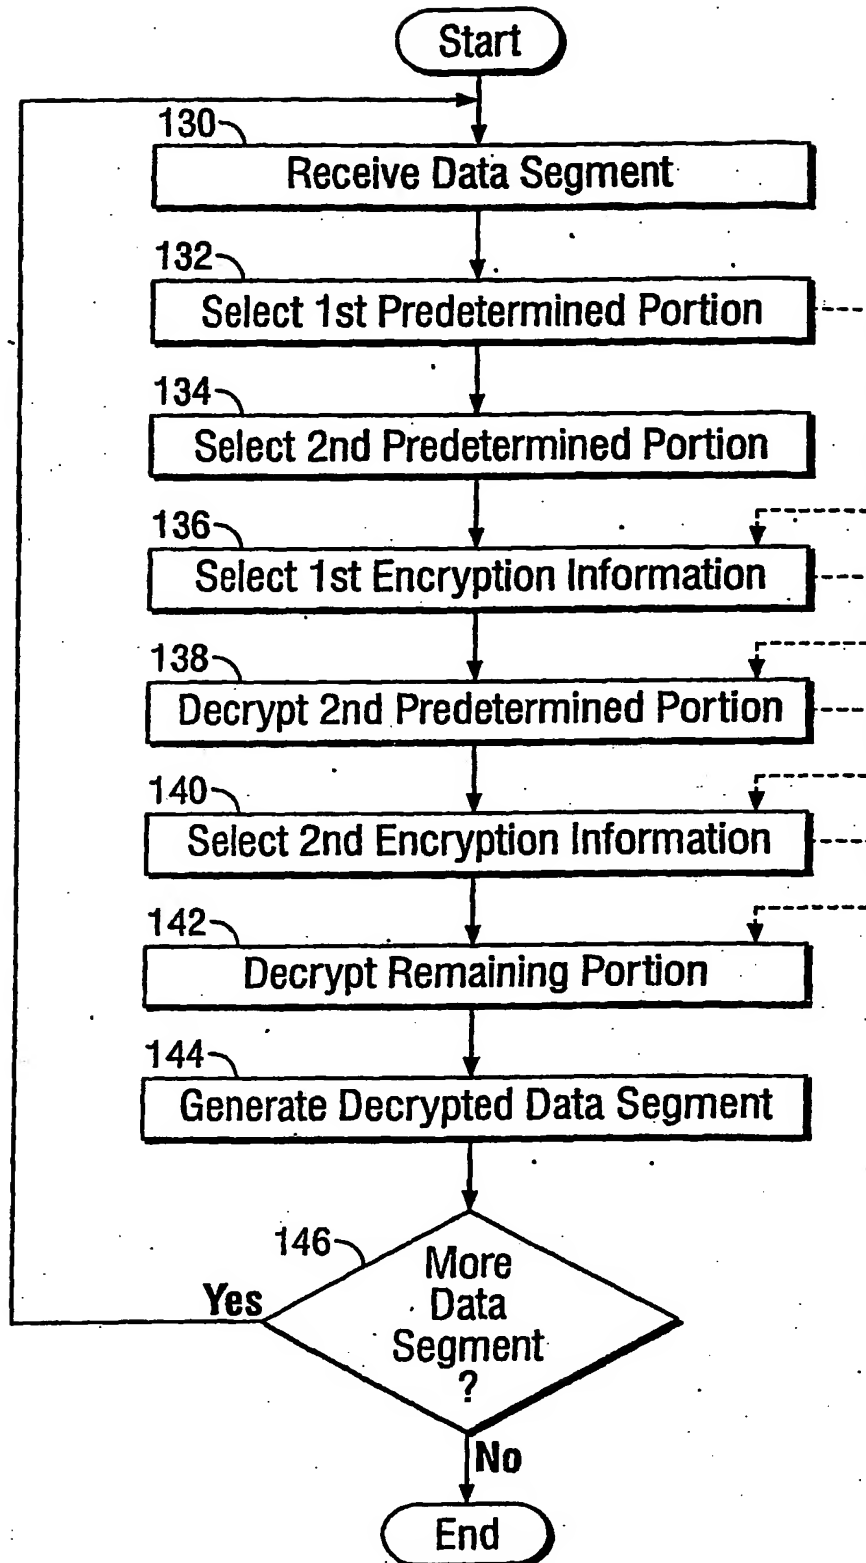 Start
130
Receive Data Segment
132
Select 1st Predetermined Portion
134
Select 2nd Predetermined Portion
136
Select 1st Encryption Information
138
Decrypt 2nd Predetermined Portion
140
Select 2nd Encryption Information
142
Decrypt Remaining Portion
144
Generate Decrypted Data Segment
146
More
Data
Segment
?
Yes
No
End